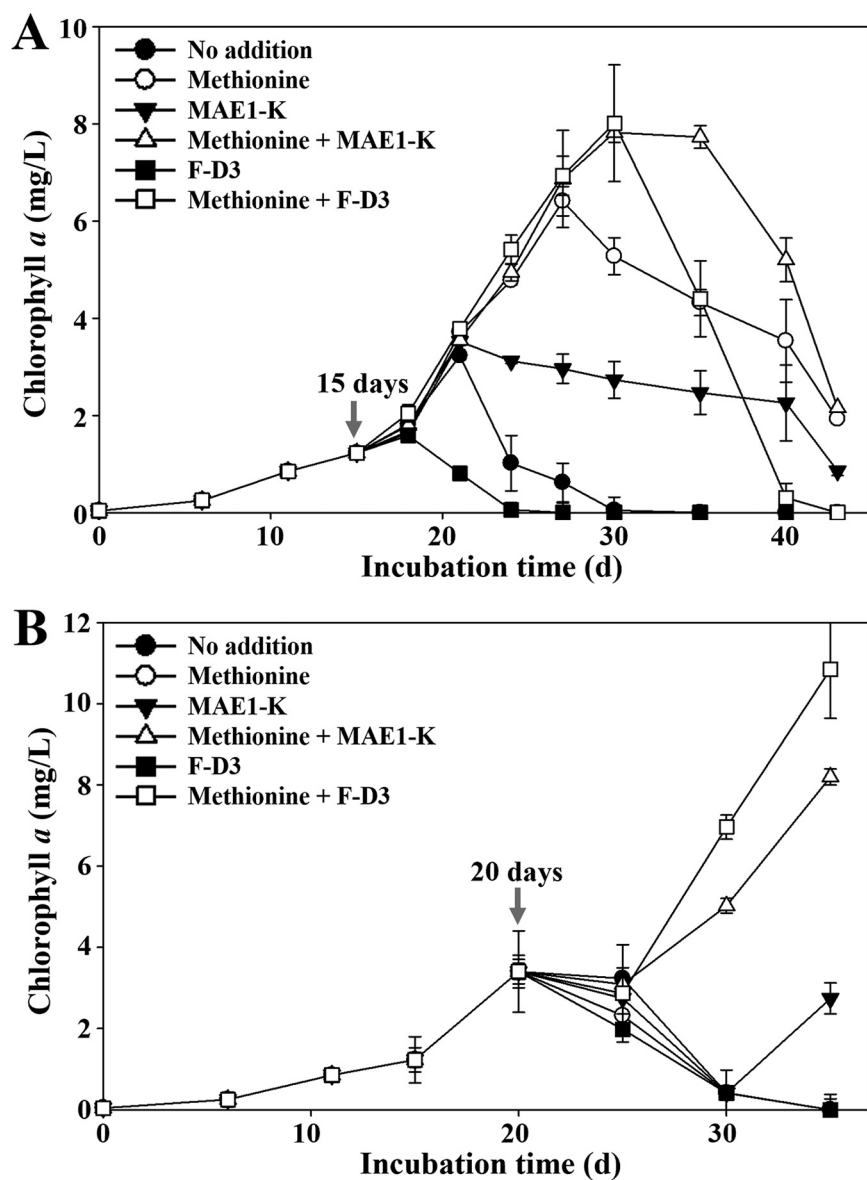 A
10
No addition
Methionine
MAE1-K
Methionine + MAE1-K
F-D3
Methionine + F-D3
8
6
4
2
0
Chlorophyll a (mg/L)
15 days
0 10 20 30 40
Incubation time (d)
B
12
No addition
Methionine
MAE1-K
Methionine + MAE1-K
F-D3
Methionine + F-D3
10
8
6
4
2
0
Chlorophyll a (mg/L)
20 days
0 10 20 30
Incubation time (d)